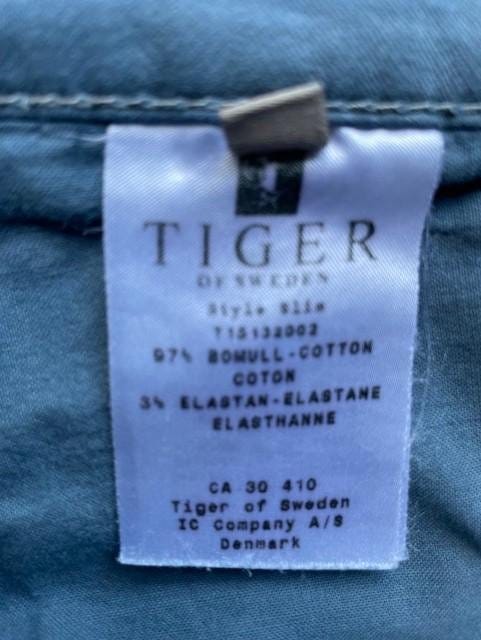 TIGER
OF SWEDEN
Style Slim
T15132002
97% BOMULL-COTTON
COTON
3% ELASTAN-ELASTANE
ELASTHANNE
CA 30 410
Tiger of Sweden
IC Company A/S
Denmark